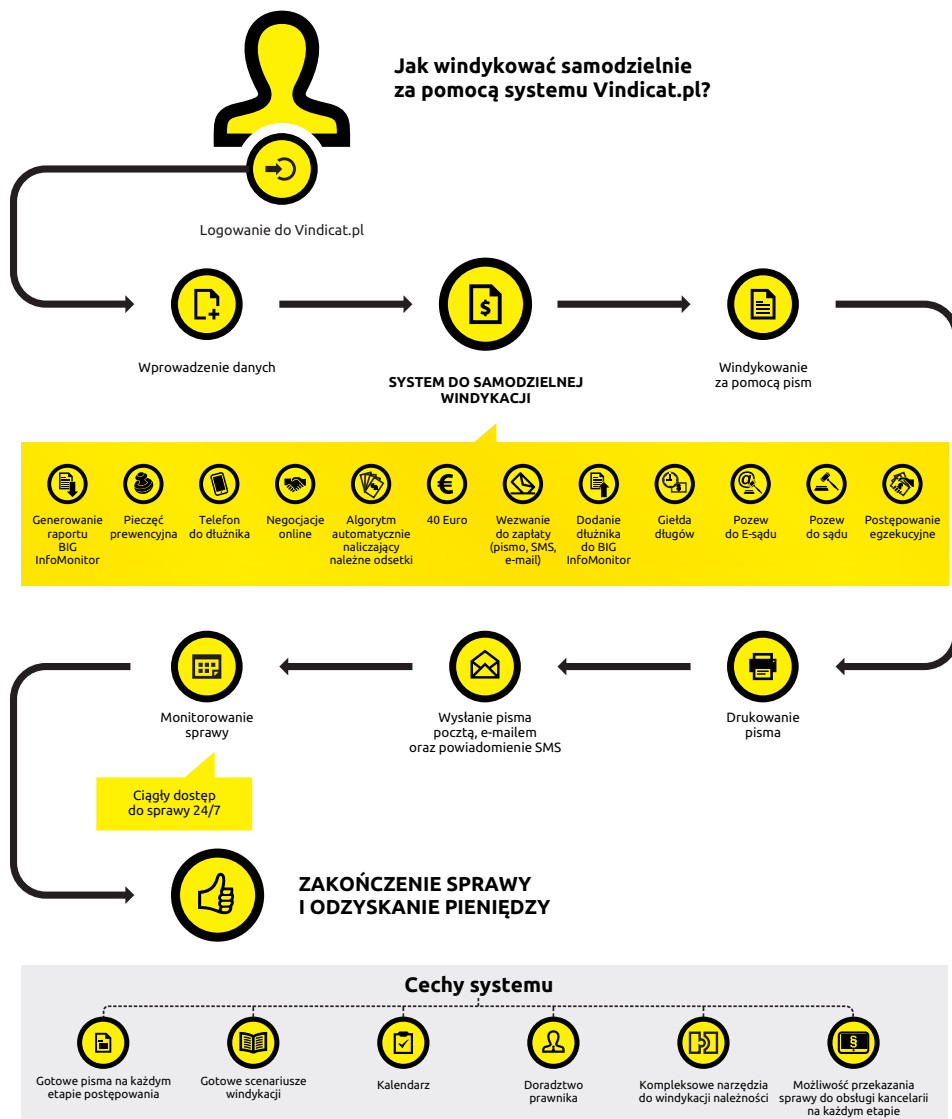 Jak windykować samodzielnie
za pomocą systemu Vindicat.pl?
Logowanie do Vindicat.pl
Wprowadzenie danych
$
SYSTEM DO SAMODZIELNEJ
WINDYKACJI
Windykowanie
za pomocą pism
Generowanie
raportu
BIG
InfoMonitor
Pieczęć
prewencyjna
Telefon
do dłużnika
Negocjacje
online
Algorytm
automatycznie
naliczający
należne odsetki
€
40 Euro
Wezwanie
do zapłaty
(pismo, SMS,
e-mail)
Dodanie
dłużnika
do BIG
InfoMonitor
Giełda
długów
@
Pozew
do E-sądu
Pozew
do sądu
Postępowanie
egzekucyjne
Monitorowanie
sprawy
Wysłanie pisma
pocztą, e-mailem
oraz powiadomienie SMS
Drukowanie
pisma
Ciągły dostęp
do sprawy 24/7
ZAKOŃCZENIE SPRAWY
I ODZYSKANIE PIENIĘDZY
Cechy systemu
Gotowe pisma na każdym
etapie postępowania
Gotowe scenariusze
windykacji
Kalendarz
Doradztwo
prawnika
Kompleksowe narzędzia
do windykacji należności
§
Możliwość przekazania
sprawy do obsługi kancelarii
na każdym etapie